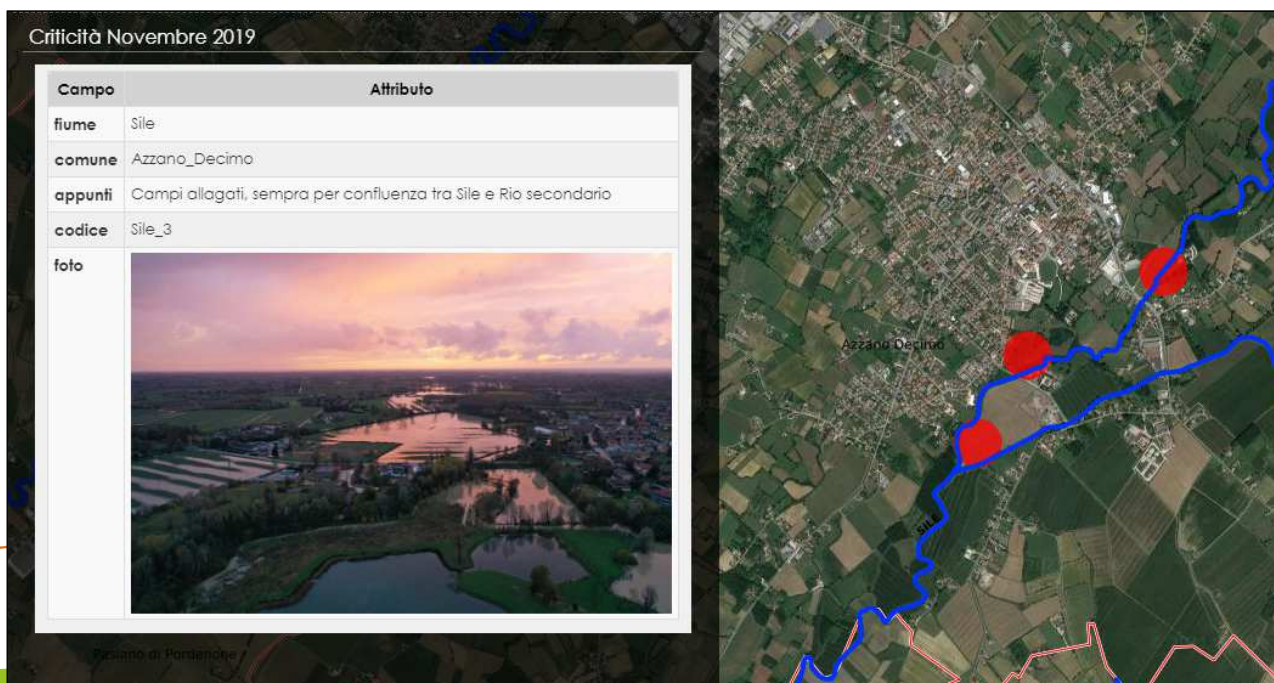 Criticità Novembre 2019
Campo Attributo
fiume Sile
comune Azzano_Decimo
appunti Campi allagati, sempra per confluenza tra Sile e Rio secondario
codice Sile_3
foto
Azzano Decimo
SILE
Pasiano di Pordenone